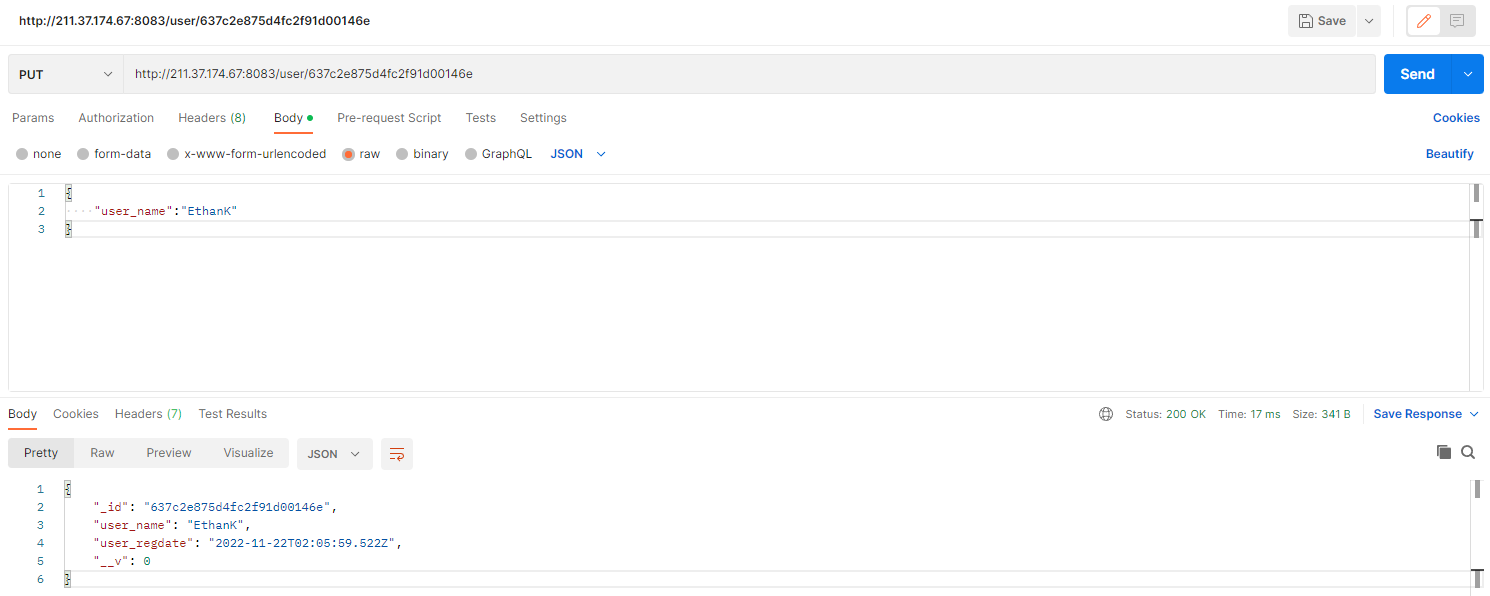 http://211.37.174.67:8083/user/637c2e875d4fc2f91d00146e Save
PUT http://211.37.174.67:8083/user/637c2e875d4fc2f91d00146e Send
Params Authorization Headers (8) Body Pre-request Script Tests Settings Cookies
none form-data x-www-form-urlencoded raw binary GraphQL JSON Beautify
1 {
2 ····"user_name":"EthanK"
3 }
Body Cookies Headers (7) Test Results Status: 200 OK Time: 17 ms Size: 341 B Save Response
Pretty Raw Preview Visualize JSON
1 {
2 "_id": "637c2e875d4fc2f91d00146e",
3 "user_name": "EthanK",
4 "user_regdate": "2022-11-22T02:05:59.522Z",
5 "__v": 0
6 }